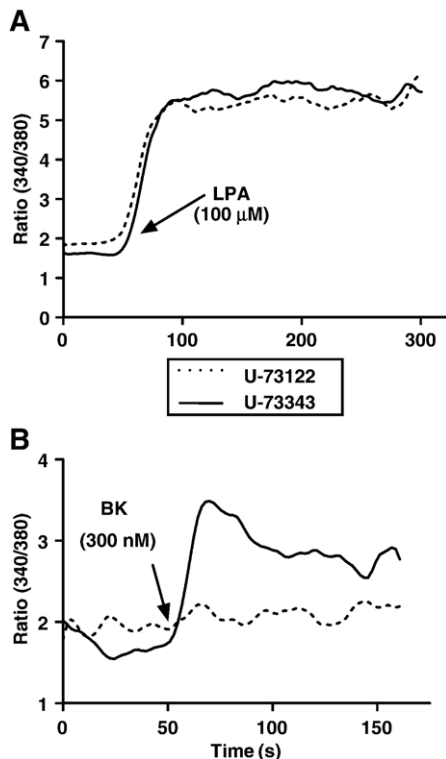 A
7
6
5
4
3
2
1
0
Ratio (340/380)
LPA
(100 μM)
0 100 200 300
U-73122
U-73343
B
4
3
2
1
Ratio (340/380)
BK
(300 nM)
0 50 100 150
Time (s)